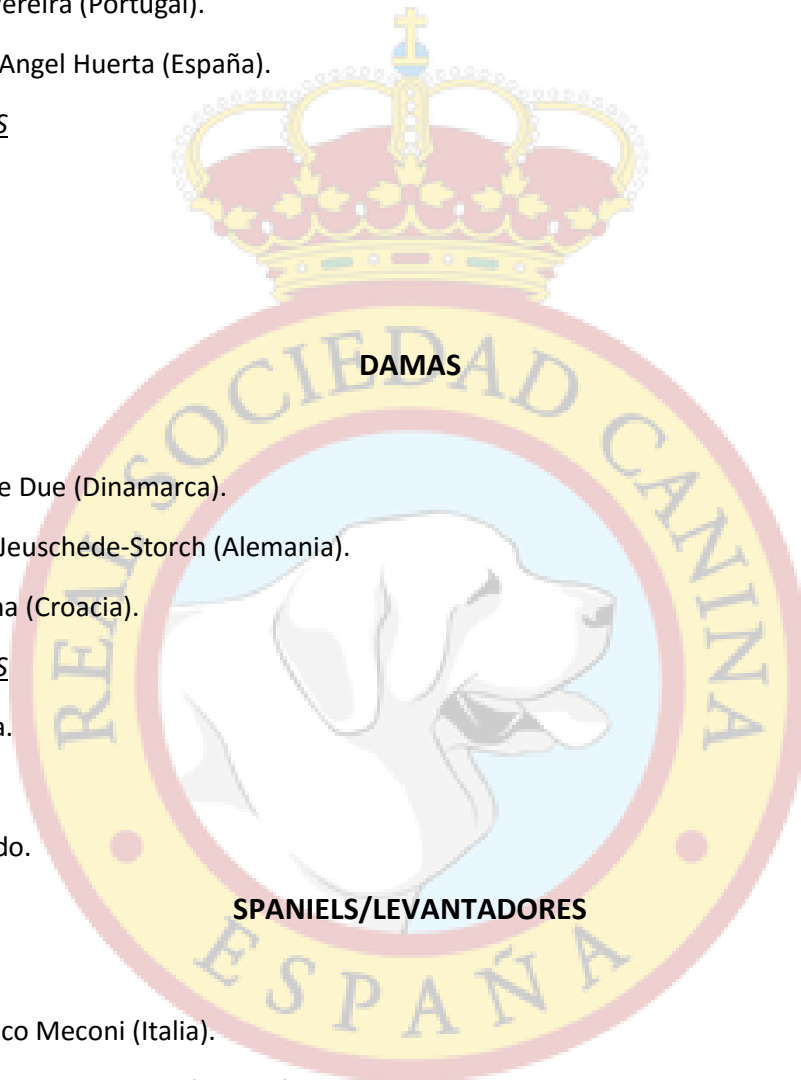 Pereira (Portugal).
Angel Huerta (España).
S
DAMAS
e Due (Dinamarca).
Jeuschede-Storch (Alemania).
na (Croacia).
S
a.
do.
SPANIELS/LEVANTADORES
co Meconi (Italia).
REAL SOCIEDAD CANINA
ESPAÑA